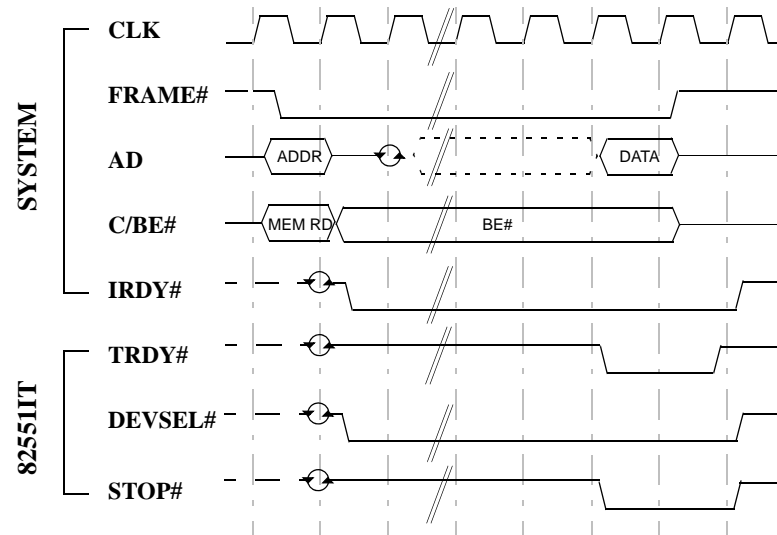 SYSTEM
CLK
FRAME#
AD
ADDR
DATA
C/BE#
MEM RD
BE#
IRDY#
82551IT
TRDY#
DEVSEL#
STOP#